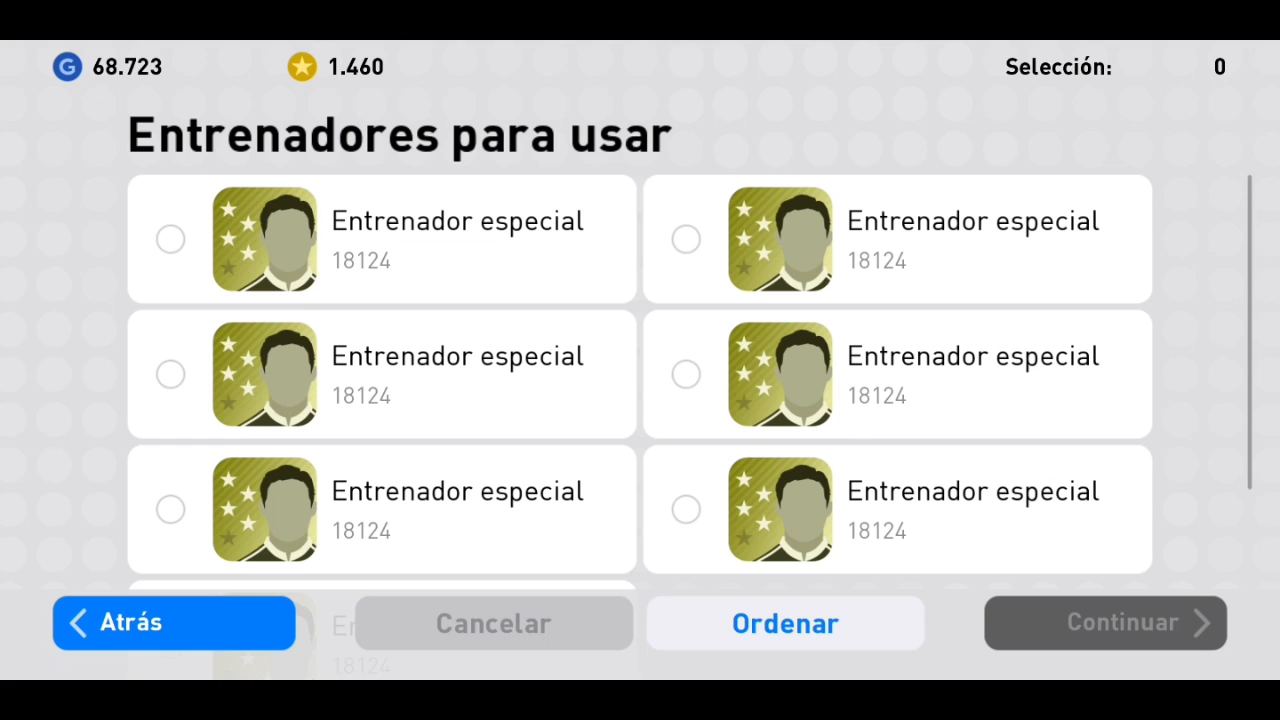 G 68.723 1.460 Selección: 0
Entrenadores para usar
Entrenador especial Entrenador especial
18124 18124
Entrenador especial Entrenador especial
18124 18124
Entrenador especial Entrenador especial
18124 18124
Atrás Cancelar Ordenar Continuar
18124